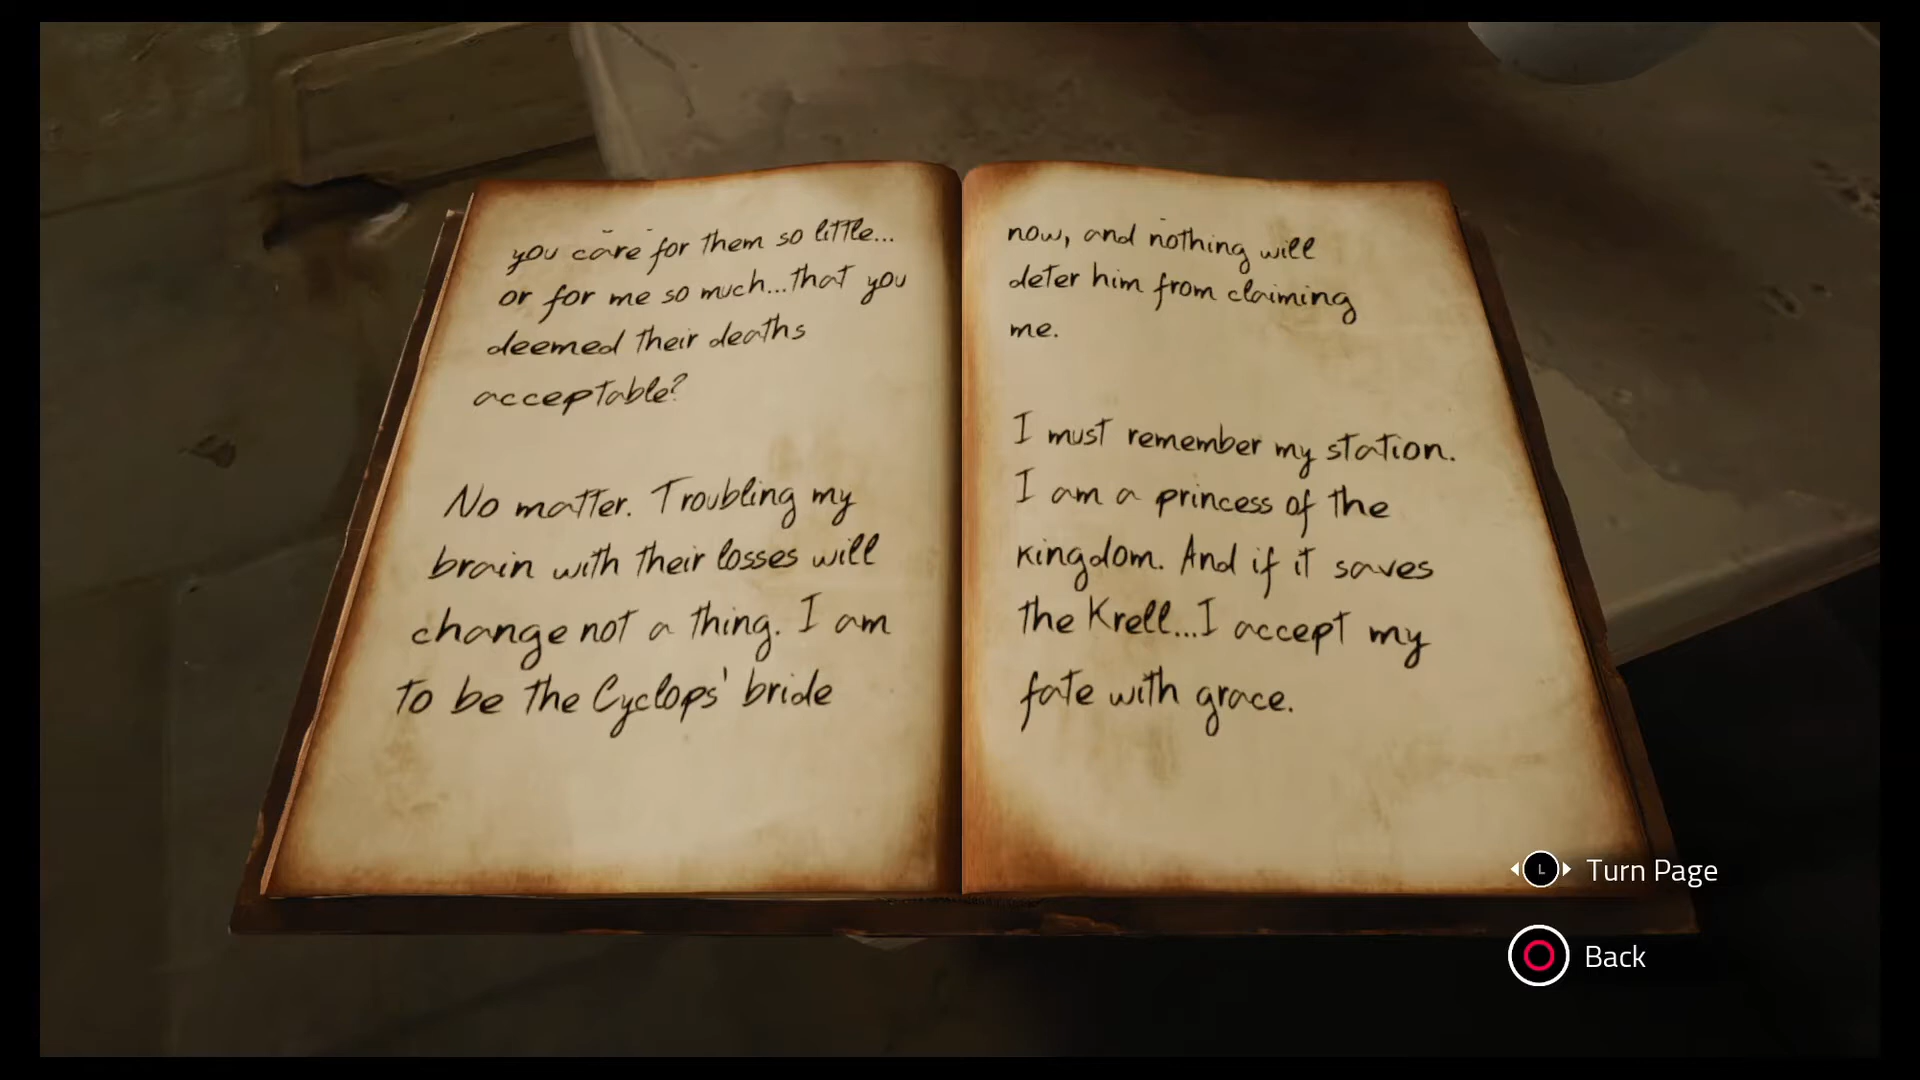 you care for them so little...
or for me so much...that you
deemed their deaths
acceptable?
No matter. Troubling my
brain with their losses will
change not a thing. I am
to be the Cyclops' bride
now, and nothing will
deter him from claiming
me.
I must remember my station.
I am a princess of the
kingdom. And if it saves
the Krell...I accept my
fate with grace.
L Turn Page
Back